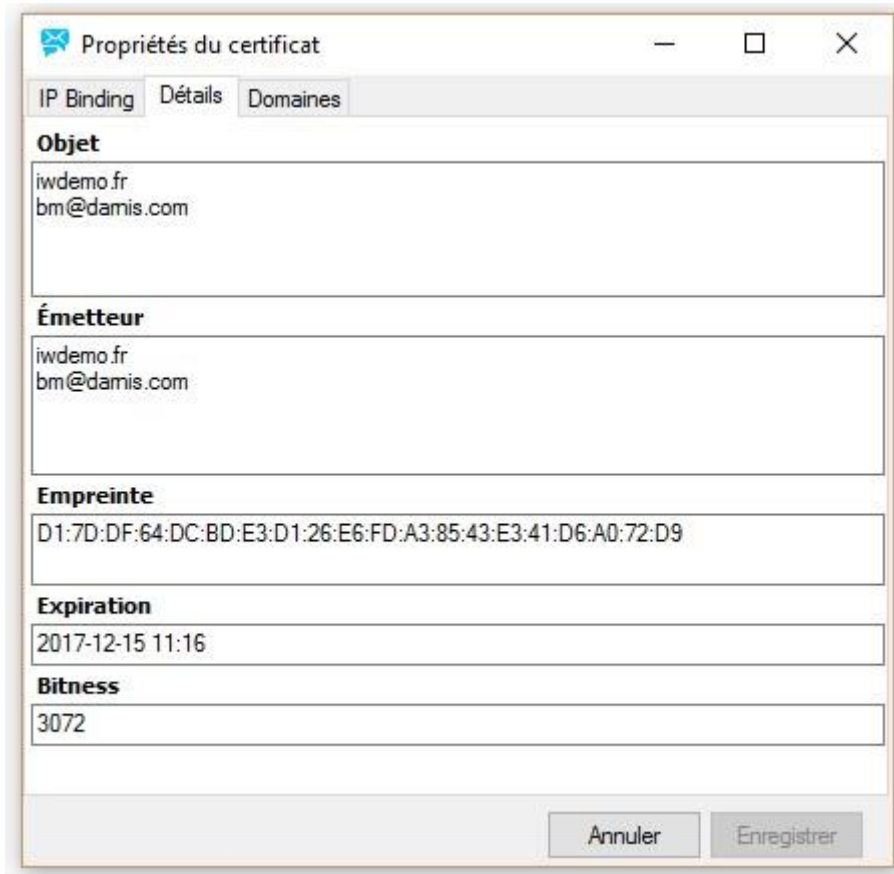 Propriétés du certificat
IP Binding Détails Domaines
Objet
iwdemo.fr
bm@damis.com
Émetteur
iwdemo.fr
bm@damis.com
Empreinte
D1:7D:DF:64:DC:BD:E3:D1:26:E6:FD:A3:85:43:E3:41:D6:A0:72:D9
Expiration
2017-12-15 11:16
Bitness
3072
Annuler Enregistrer